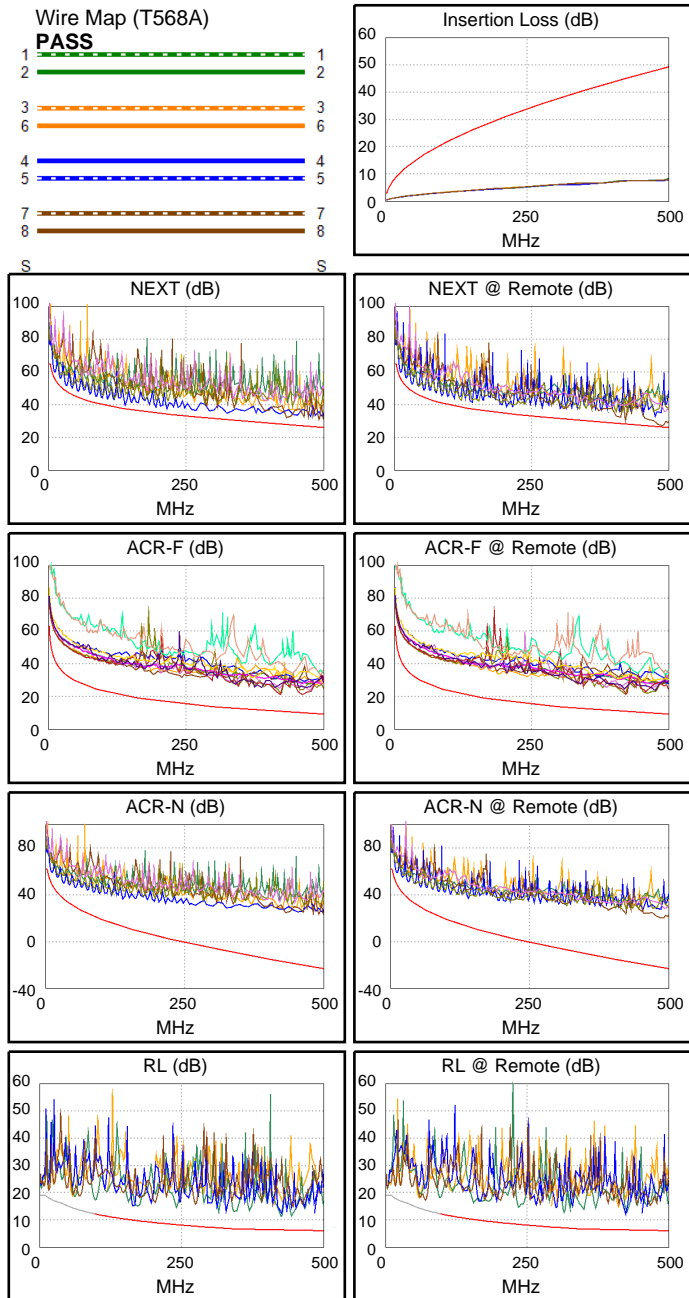 Wire Map (T568A)
PASS
1 1
2 2
3 3
6 6
4 4
5 5
7 7
8 8
S S
Insertion Loss (dB)
60
50
40
30
20
10
0
0 250 500
MHz
NEXT (dB)
100
80
60
40
20
0
0 250 500
MHz
NEXT @ Remote (dB)
100
80
60
40
20
0
0 250 500
MHz
ACR-F (dB)
100
80
60
40
20
0
0 250 500
MHz
ACR-F @ Remote (dB)
100
80
60
40
20
0
0 250 500
MHz
ACR-N (dB)
80
40
0
-40
0 250 500
MHz
ACR-N @ Remote (dB)
80
40
0
-40
0 250 500
MHz
RL (dB)
60
50
40
30
20
10
0
0 250 500
MHz
RL @ Remote (dB)
60
50
40
30
20
10
0
0 250 500
MHz